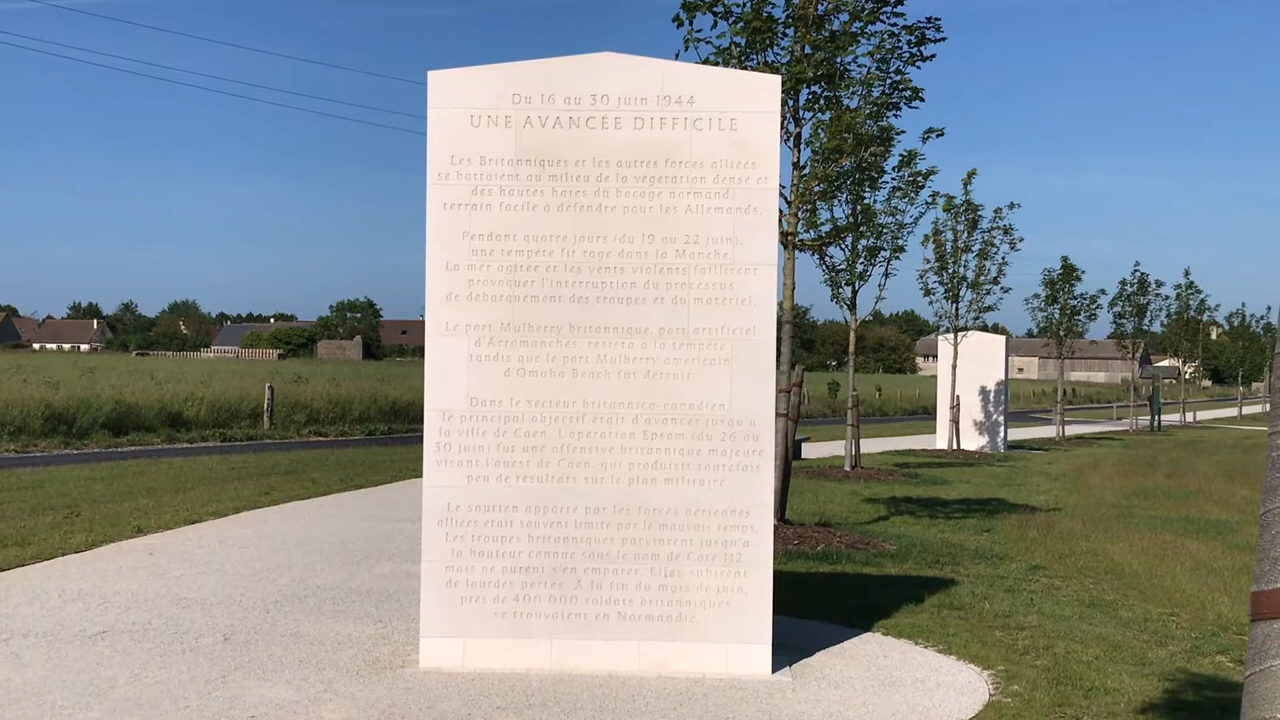 Du 16 au 30 juin 1944
UNE AVANCÉE DIFFICILE
Les Britanniques et les autres forces alliées
se battaient au milieu de la végétation dense et
des hautes haies du bocage normand,
terrain facile à défendre pour les Allemands.
Pendant quatre jours (du 19 au 22 juin),
une tempête fit rage dans la Manche.
La mer agitée et les vents violents faillirent
provoquer l'interruption du processus
de débarquement des troupes et du matériel.
Le port Mulberry britannique, port artificiel
d'Arromanches, résista à la tempête
tandis que le port Mulberry américain
d'Omaha Beach fut détruit.
Dans le secteur britannico-canadien,
le principal objectif était d'avancer jusqu'à
la ville de Caen. L'opération Epsom (du 26 au
30 juin) fut une offensive britannique majeure
visant l'ouest de Caen, qui produisit toutefois
peu de résultats sur le plan militaire.
Le soutien apporté par les forces aériennes
alliées était souvent limité par le mauvais temps.
Les troupes britanniques parvinrent jusqu'à
la hauteur connue sous le nom de Cote 112
mais ne purent s'en emparer. Elles subirent
de lourdes pertes. À la fin du mois de juin,
près de 400 000 soldats britanniques
se trouvaient en Normandie.